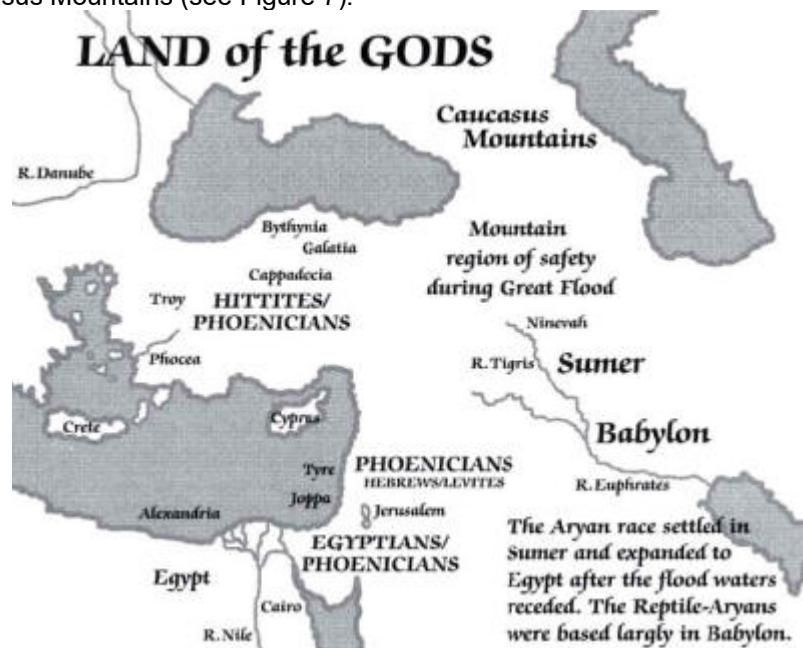 sus Mountains (see Figure 7).
LAND of the GODS
Caucasus
Mountains
R. Danube
Bythynia
Galatia
Cappadocia
Mountain
region of safety
during Great Flood
Troy
HITTITES/
PHOENICIANS
Phocea
Ninevah
R. Tigris
Sumer
Crete
Cyprus
Babylon
Tyre
PHOENICIANS
HEBREWS/LEVITES
R. Euphrates
Joppa
Jerusalem
Alexandria
EGYPTIANS/
PHOENICIANS
Egypt
Cairo
R. Nile
The Aryan race settled in
Sumer and expanded to
Egypt after the flood waters
receded. The Reptile-Aryans
were based largely in Babylon.